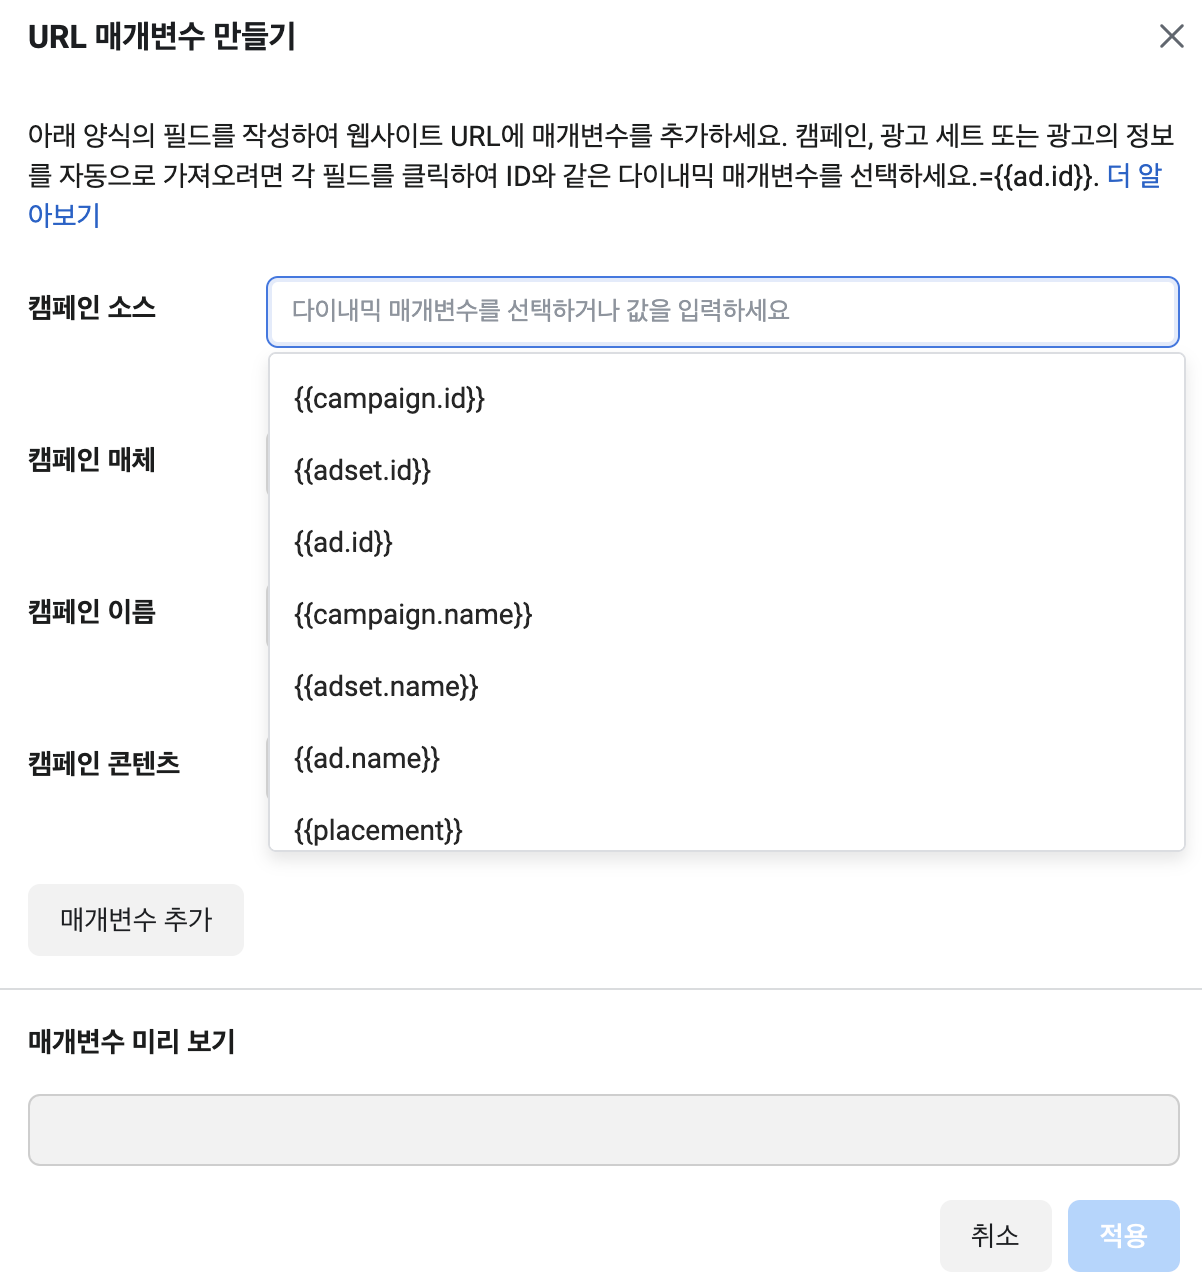 URL 매개변수 만들기
아래 양식의 필드를 작성하여 웹사이트 URL에 매개변수를 추가하세요. 캠페인, 광고 세트 또는 광고의 정보
를 자동으로 가져오려면 각 필드를 클릭하여 ID와 같은 다이내믹 매개변수를 선택하세요.={{ad.id}}. 더 알
아보기
캠페인 소스
다이내믹 매개변수를 선택하거나 값을 입력하세요
{{campaign.id}}
캠페인 매체
{{adset.id}}
{{ad.id}}
캠페인 이름
{{campaign.name}}
{{adset.name}}
캠페인 콘텐츠
{{ad.name}}
{{placement}}
매개변수 추가
매개변수 미리 보기
취소
적용